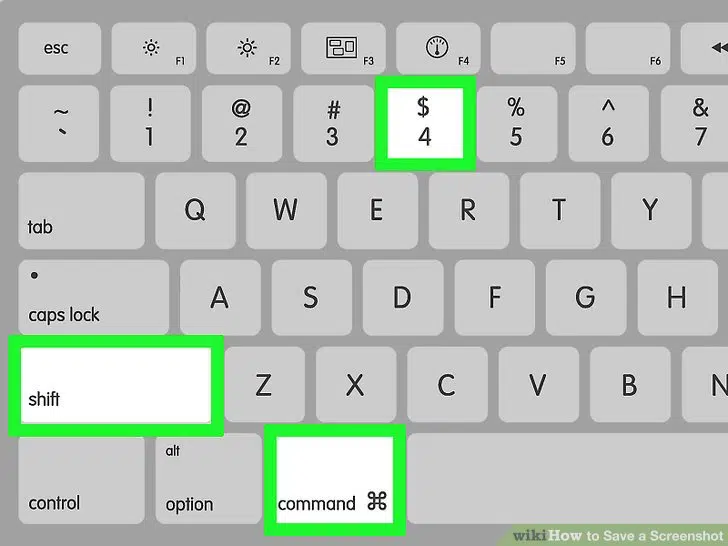 esc F1 F2 F3 F4 F5 F6
~ ! @ # $ % ^ &
` 1 2 3 4 5 6 7
tab Q W E R T Y
caps lock A S D F G H
shift Z X C V B N
alt
control option command ⌘
wikiHow to Save a Screenshot